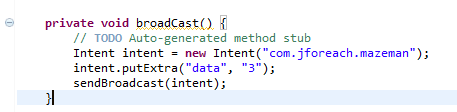 private void broadCast() {
// TODO Auto-generated method stub
Intent intent = new Intent("com.jforeach.mazeman");
intent.putExtra("data", "3");
sendBroadcast(intent);
}